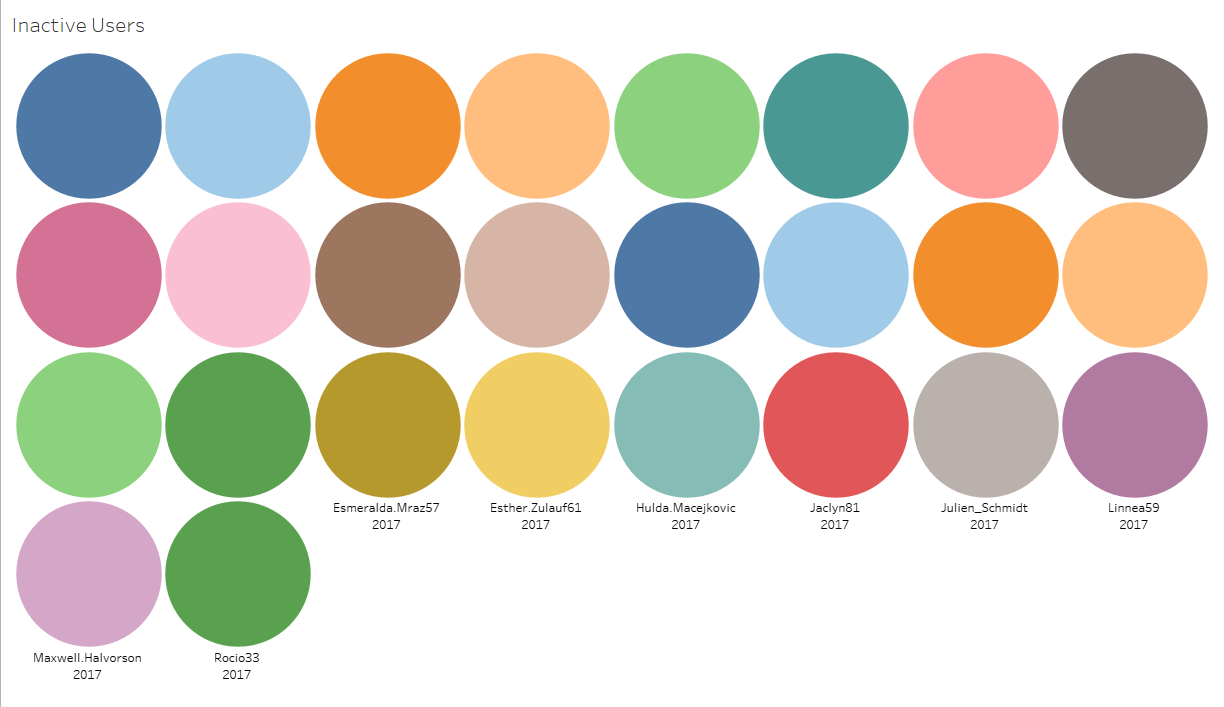 Inactive Users
Esmeralda.Mraz57
2017
Esther.Zulauf61
2017
Hulda.Macejkovic
2017
Jaclyn81
2017
Julien_Schmidt
2017
Linnea59
2017
Maxwell.Halvorson
2017
Rocio33
2017